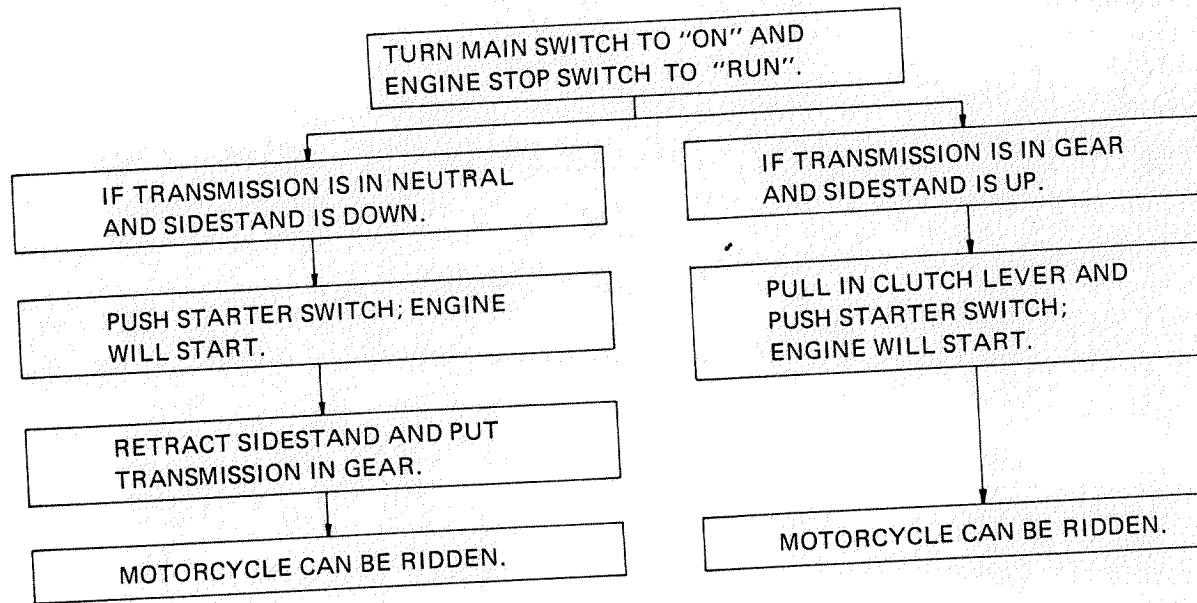 TURN MAIN SWITCH TO "ON" AND
ENGINE STOP SWITCH TO "RUN".
IF TRANSMISSION IS IN NEUTRAL
AND SIDESTAND IS DOWN.
PUSH STARTER SWITCH; ENGINE
WILL START.
RETRACT SIDESTAND AND PUT
TRANSMISSION IN GEAR.
MOTORCYCLE CAN BE RIDDEN.
IF TRANSMISSION IS IN GEAR
AND SIDESTAND IS UP.
PULL IN CLUTCH LEVER AND
PUSH STARTER SWITCH;
ENGINE WILL START.
MOTORCYCLE CAN BE RIDDEN.